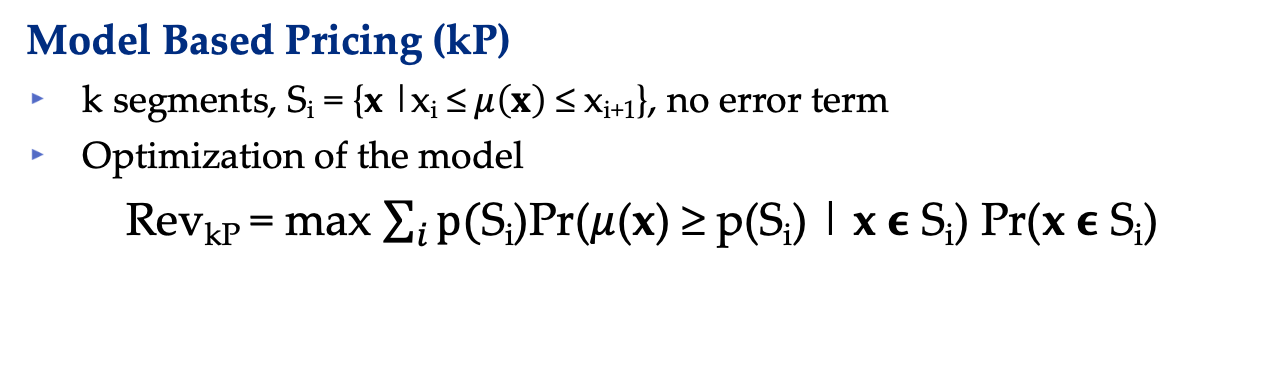 Model Based Pricing (kP)
▸ k segments, Sᵢ = {𝐱 | xᵢ ≤ 𝜇(𝐱) ≤ xᵢ₊₁}, no error term
▸ Optimization of the model
Rev_kP = max ∑ᵢ p(Sᵢ)Pr(𝜇(𝐱) ≥ p(Sᵢ) | 𝐱 ϵ Sᵢ) Pr(𝐱 ϵ Sᵢ)